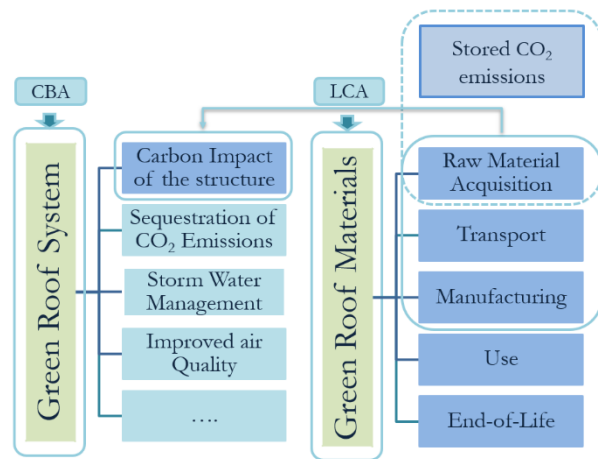 CBA
Green Roof System
Carbon Impact
of the structure
Sequestration of
CO₂ Emissions
Storm Water
Management
Improved air
Quality
....
LCA
Green Roof Materials
Stored CO₂
emissions
Raw Material
Acquisition
Transport
Manufacturing
Use
End-of-Life